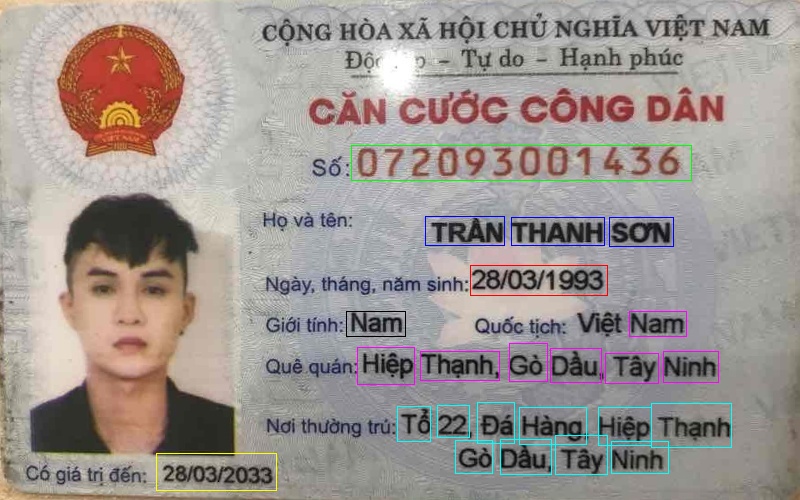 CỘNG HÒA XÃ HỘI CHỦ NGHĨA VIỆT NAM
Tự do – Hạnh phúc
CĂN CƯỚC CÔNG DÂN
Số: 072093001436
Họ và tên:
TRẦN THANH SƠN
Ngày, tháng, năm sinh: 28/03/1993
Giới tính: Nam Quốc tịch: Việt Nam
Quê quán: Hiệp Thạnh, Gò Dầu, Tây Ninh
Nơi thường trú: Tổ 22, Đá Hàng, Hiệp Thạnh
Gò Dầu, Tây Ninh
Có giá trị đến: 28/03/2033